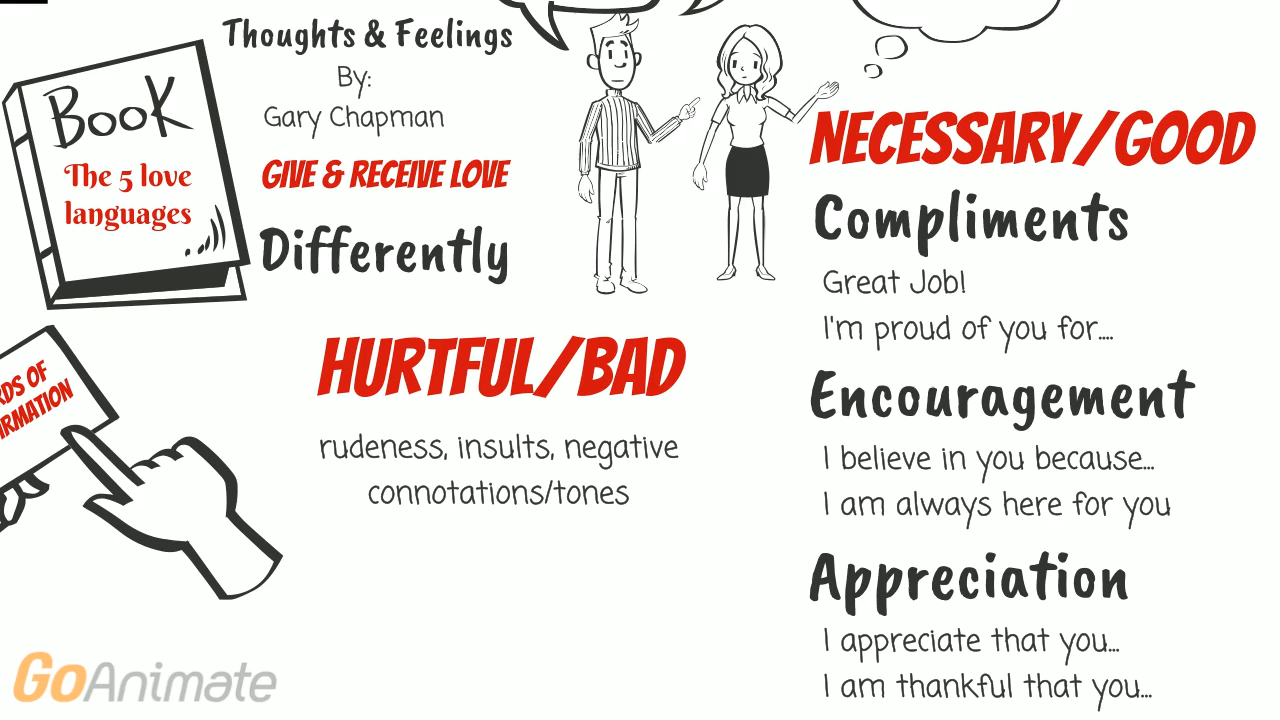 Thoughts & Feelings
By:
Gary Chapman
GIVE & RECEIVE LOVE
Differently
Book
The 5 love
languages
NECESSARY/GOOD
Compliments
Great Job!
I'm proud of you for....
Encouragement
I believe in you because...
I am always here for you
Appreciation
I appreciate that you...
I am thankful that you...
HURTFUL/BAD
rudeness, insults, negative
connotations/tones
OF
GoAnimate